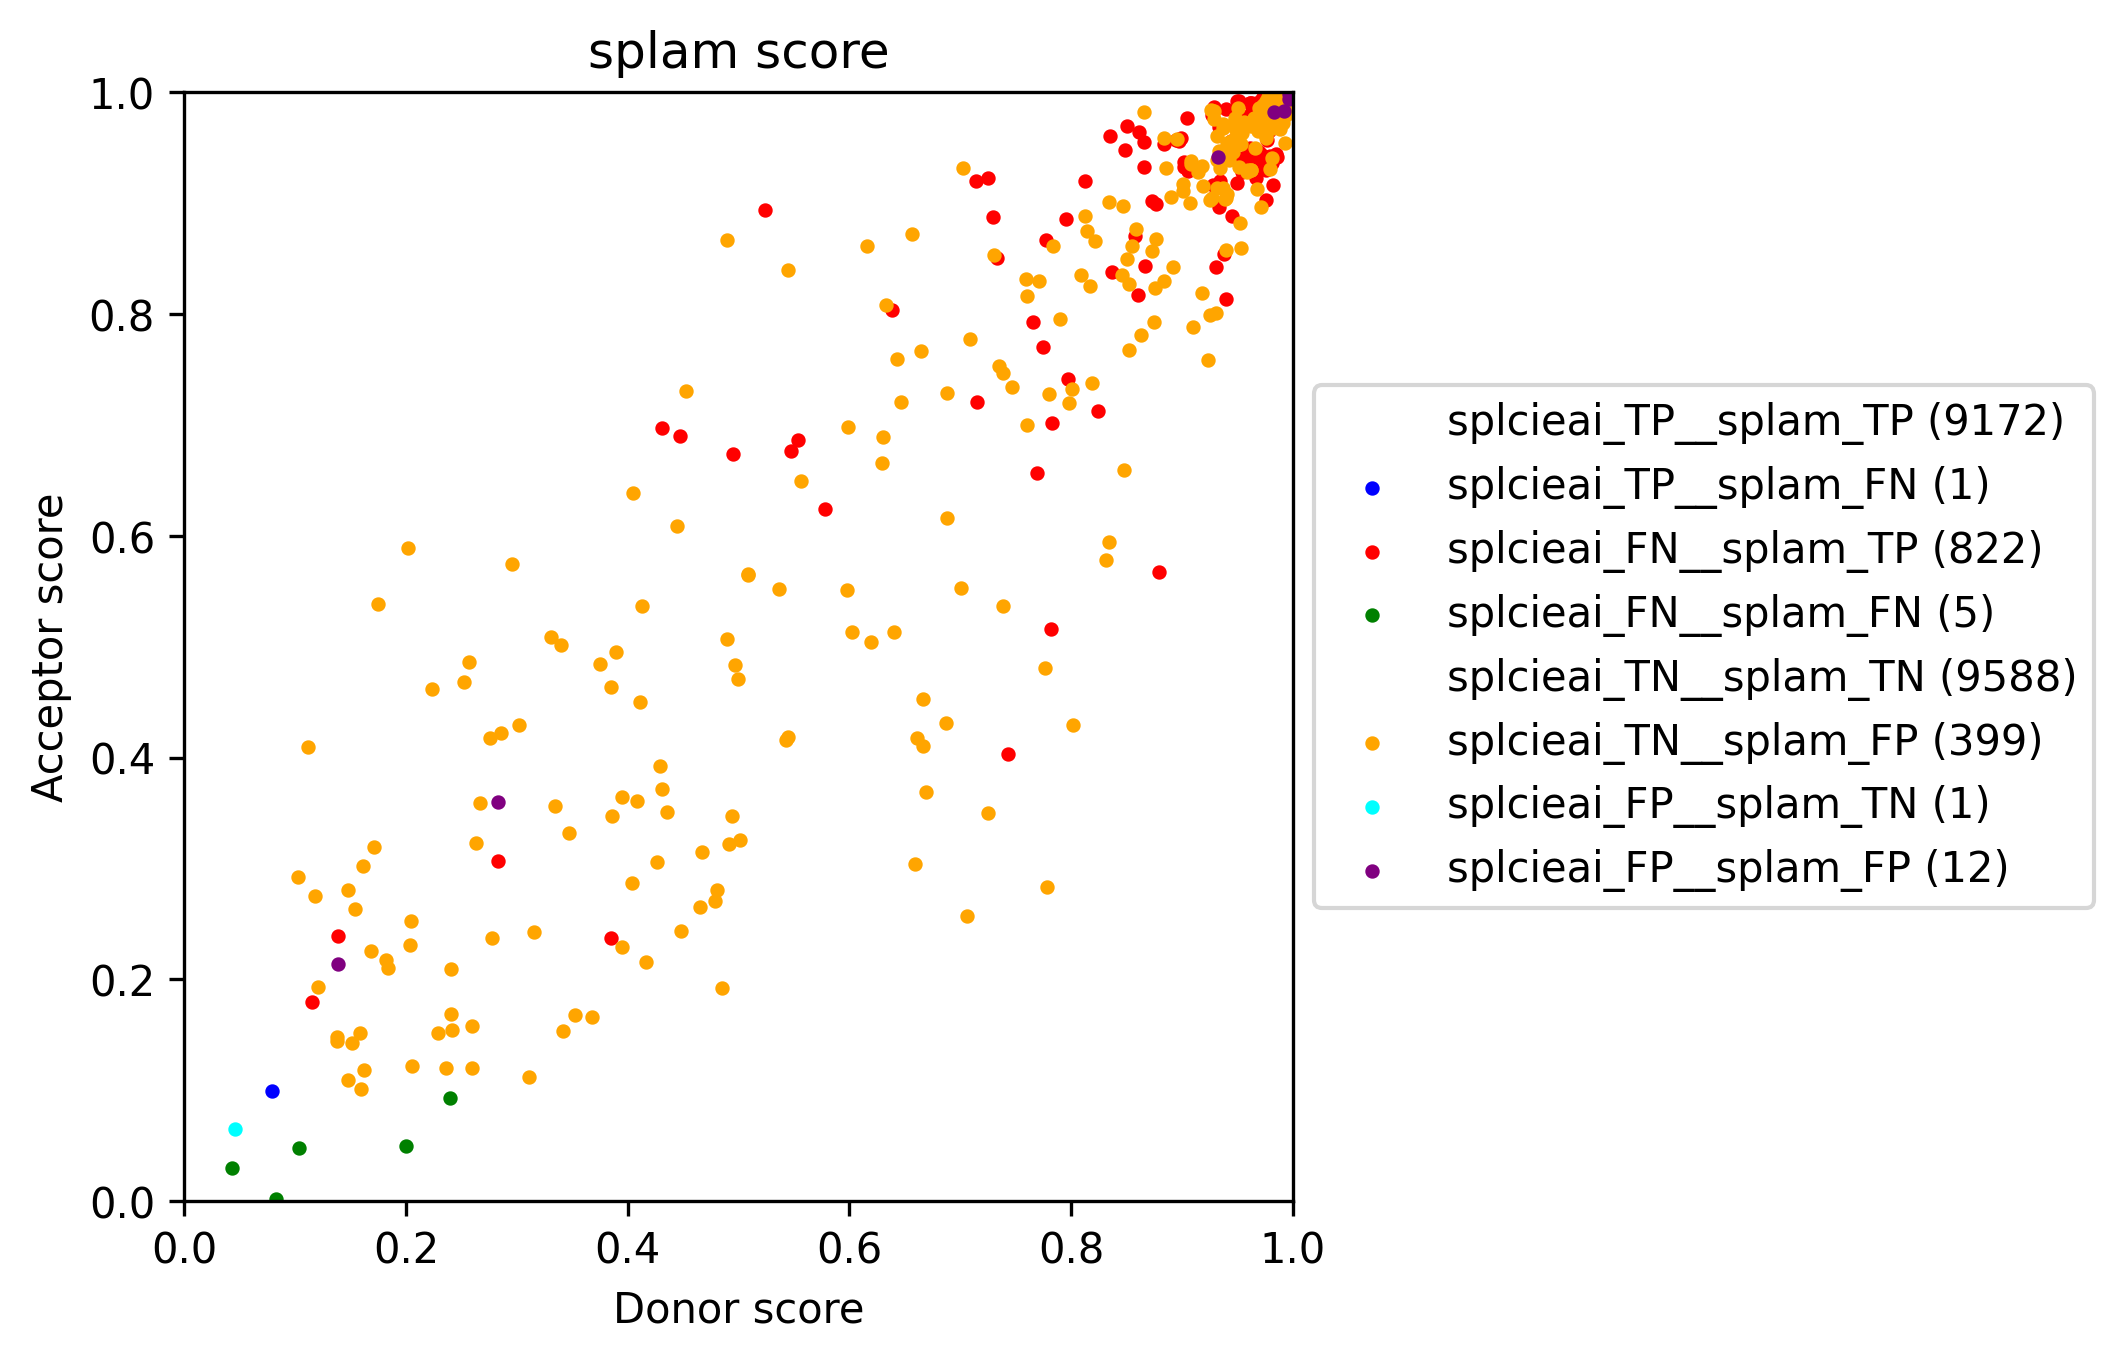 splam score
1.0
0.8
0.6
0.4
0.2
0.0
Acceptor score
0.0 0.2 0.4 0.6 0.8 1.0
Donor score
splcieai_TP__splam_TP (9172)
splcieai_TP__splam_FN (1)
splcieai_FN__splam_TP (822)
splcieai_FN__splam_FN (5)
splcieai_TN__splam_TN (9588)
splcieai_TN__splam_FP (399)
splcieai_FP__splam_TN (1)
splcieai_FP__splam_FP (12)